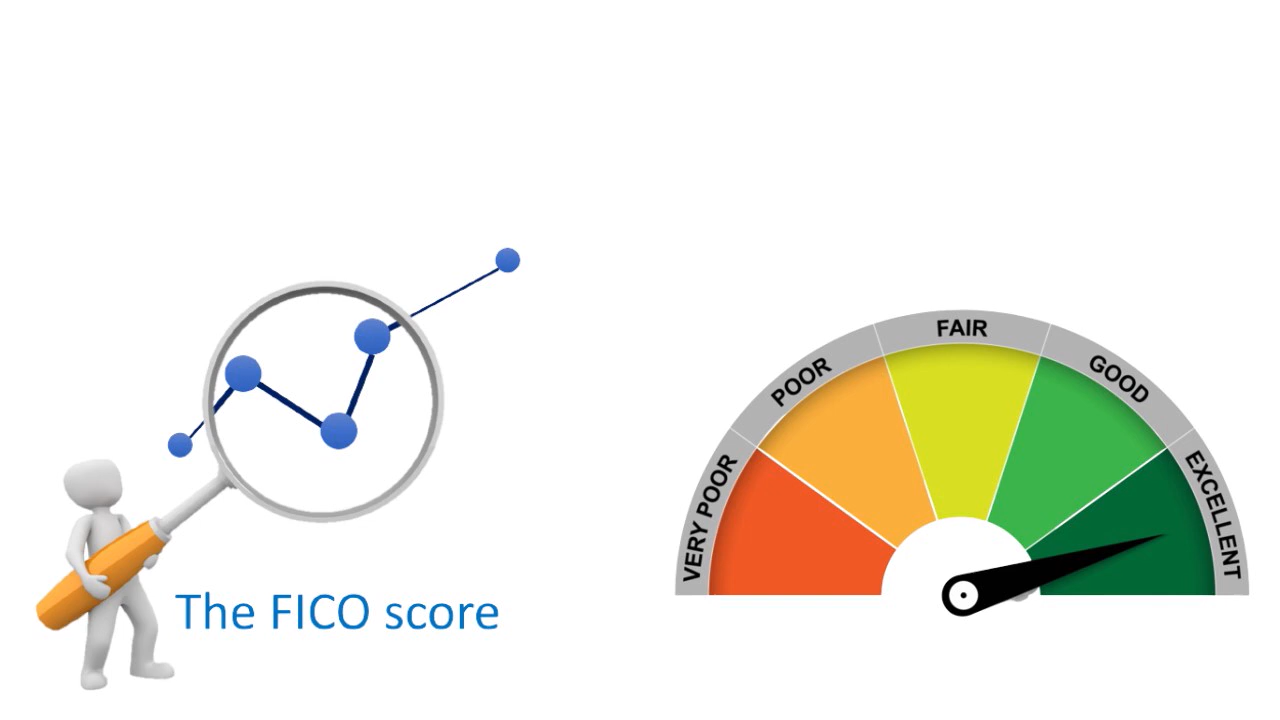 The FICO score
VERY POOR
POOR
FAIR
GOOD
EXCELLENT